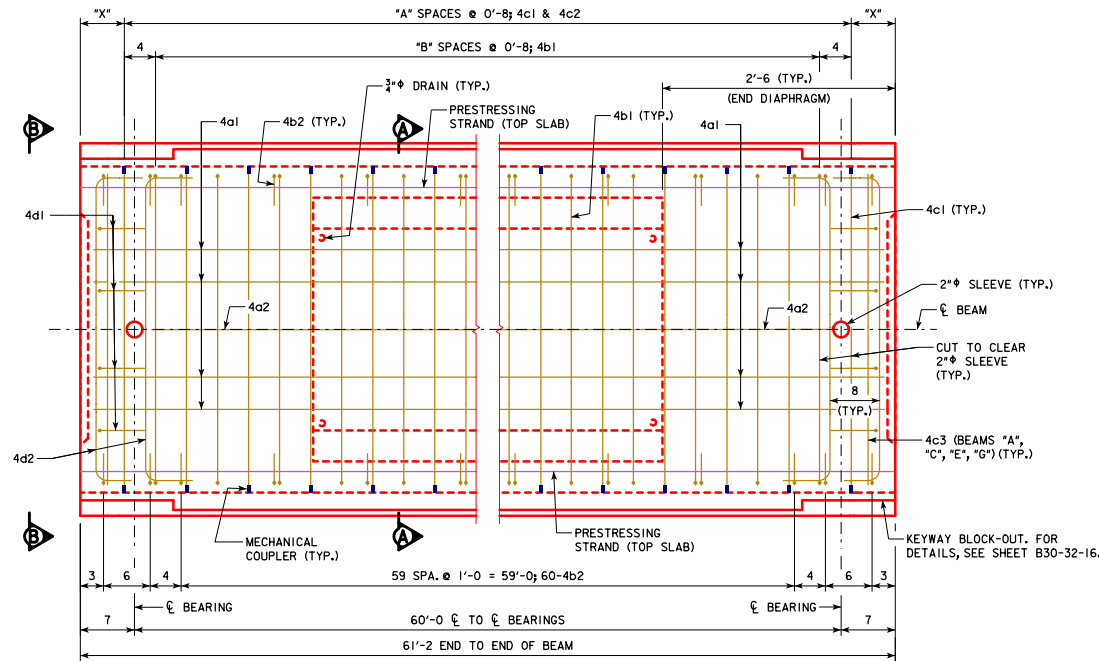 "X"
"A" SPACES @ 0'-8; 4c1 & 4c2
"X"
4
"B" SPACES @ 0'-8; 4b1
4
2'-6 (TYP.)
(END DIAPHRAGM)
3/4"ϕ DRAIN (TYP.)
PRESTRESSING
STRAND (TOP SLAB)
4a1
4b2 (TYP.)
4b1 (TYP.)
4a1
B
A
4d1
4c1 (TYP.)
2"ϕ SLEEVE (TYP.)
℄ BEAM
4a2
4a2
CUT TO CLEAR
2"ϕ SLEEVE
(TYP.)
8
(TYP.)
4d2
4c3 (BEAMS "A",
"C", "E", "G")(TYP.)
B
A
MECHANICAL
COUPLER (TYP.)
PRESTRESSING
STRAND (TOP SLAB)
KEYWAY BLOCK-OUT. FOR
DETAILS, SEE SHEET B30-32-16.
3
6
4
59 SPA. @ 1'-0 = 59'-0; 60-4b2
4
6
3
℄ BEARING
℄ BEARING
7
60'-0 ℄ TO ℄ BEARINGS
7
61'-2 END TO END OF BEAM